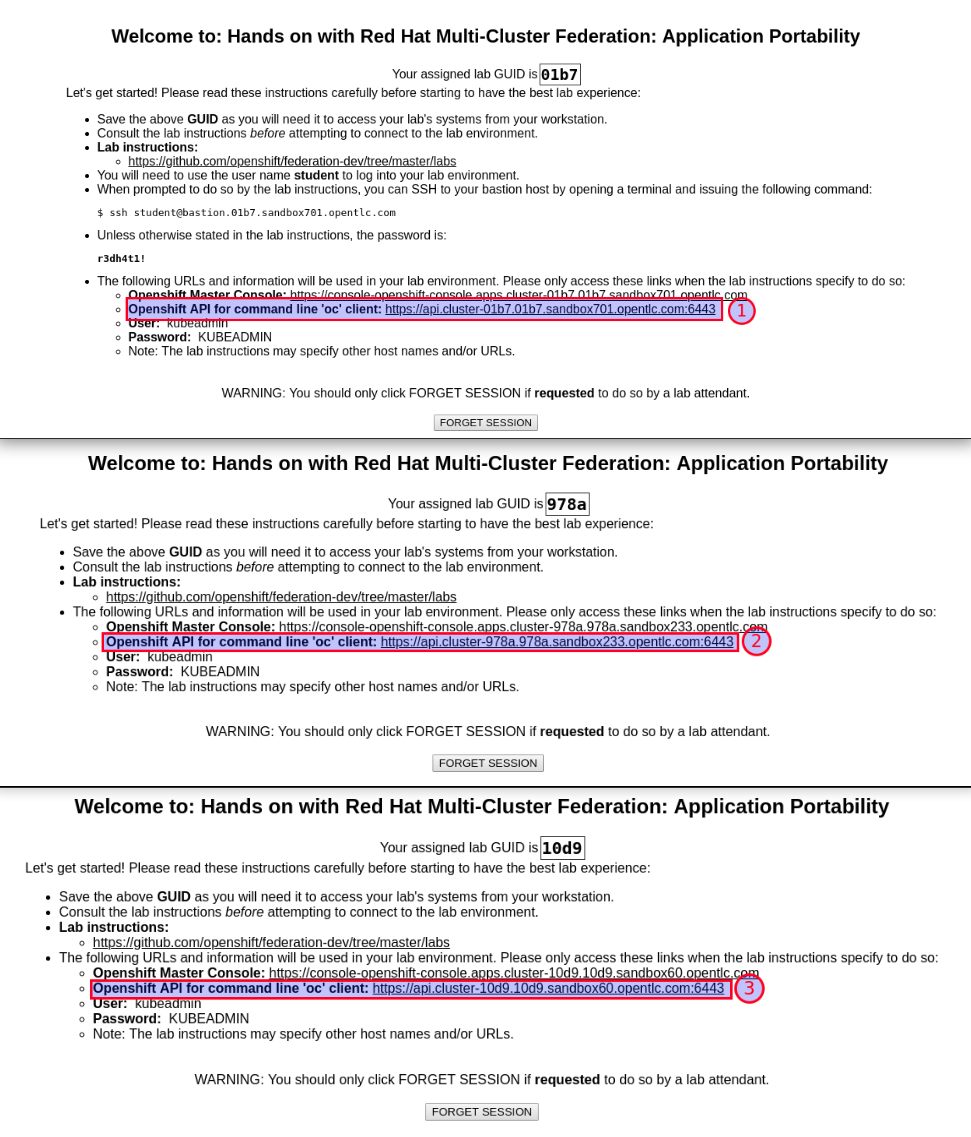 Welcome to: Hands on with Red Hat Multi-Cluster Federation: Application Portability
Your assigned lab GUID is 01b7
Let's get started! Please read these instructions carefully before starting to have the best lab experience:
Save the above GUID as you will need it to access your lab's systems from your workstation.
Consult the lab instructions before attempting to connect to the lab environment.
Lab instructions:
https://github.com/openshift/federation-dev/tree/master/labs
You will need to use the user name student to log into your lab environment.
When prompted to do so by the lab instructions, you can SSH to your bastion host by opening a terminal and issuing the following command:
$ ssh student@bastion.01b7.sandbox701.opentlc.com
Unless otherwise stated in the lab instructions, the password is:
r3dh4t1!
The following URLs and information will be used in your lab environment. Please only access these links when the lab instructions specify to do so:
Openshift Master Console: https://console-openshift-console.apps.cluster-01b7.01b7.sandbox701.opentlc.com
Openshift API for command line 'oc' client: https://api.cluster-01b7.01b7.sandbox701.opentlc.com:6443 1
User: kubeadmin
Password: KUBEADMIN
Note: The lab instructions may specify other host names and/or URLs.
WARNING: You should only click FORGET SESSION if requested to do so by a lab attendant.
FORGET SESSION
Welcome to: Hands on with Red Hat Multi-Cluster Federation: Application Portability
Your assigned lab GUID is 978a
Let's get started! Please read these instructions carefully before starting to have the best lab experience:
Save the above GUID as you will need it to access your lab's systems from your workstation.
Consult the lab instructions before attempting to connect to the lab environment.
Lab instructions:
https://github.com/openshift/federation-dev/tree/master/labs
The following URLs and information will be used in your lab environment. Please only access these links when the lab instructions specify to do so:
Openshift Master Console: https://console-openshift-console.apps.cluster-978a.978a.sandbox233.opentlc.com
Openshift API for command line 'oc' client: https://api.cluster-978a.978a.sandbox233.opentlc.com:6443 2
User: kubeadmin
Password: KUBEADMIN
Note: The lab instructions may specify other host names and/or URLs.
WARNING: You should only click FORGET SESSION if requested to do so by a lab attendant.
FORGET SESSION
Welcome to: Hands on with Red Hat Multi-Cluster Federation: Application Portability
Your assigned lab GUID is 10d9
Let's get started! Please read these instructions carefully before starting to have the best lab experience:
Save the above GUID as you will need it to access your lab's systems from your workstation.
Consult the lab instructions before attempting to connect to the lab environment.
Lab instructions:
https://github.com/openshift/federation-dev/tree/master/labs
The following URLs and information will be used in your lab environment. Please only access these links when the lab instructions specify to do so:
Openshift Master Console: https://console-openshift-console.apps.cluster-10d9.10d9.sandbox60.opentlc.com
Openshift API for command line 'oc' client: https://api.cluster-10d9.10d9.sandbox60.opentlc.com:6443 3
User: kubeadmin
Password: KUBEADMIN
Note: The lab instructions may specify other host names and/or URLs.
WARNING: You should only click FORGET SESSION if requested to do so by a lab attendant.
FORGET SESSION